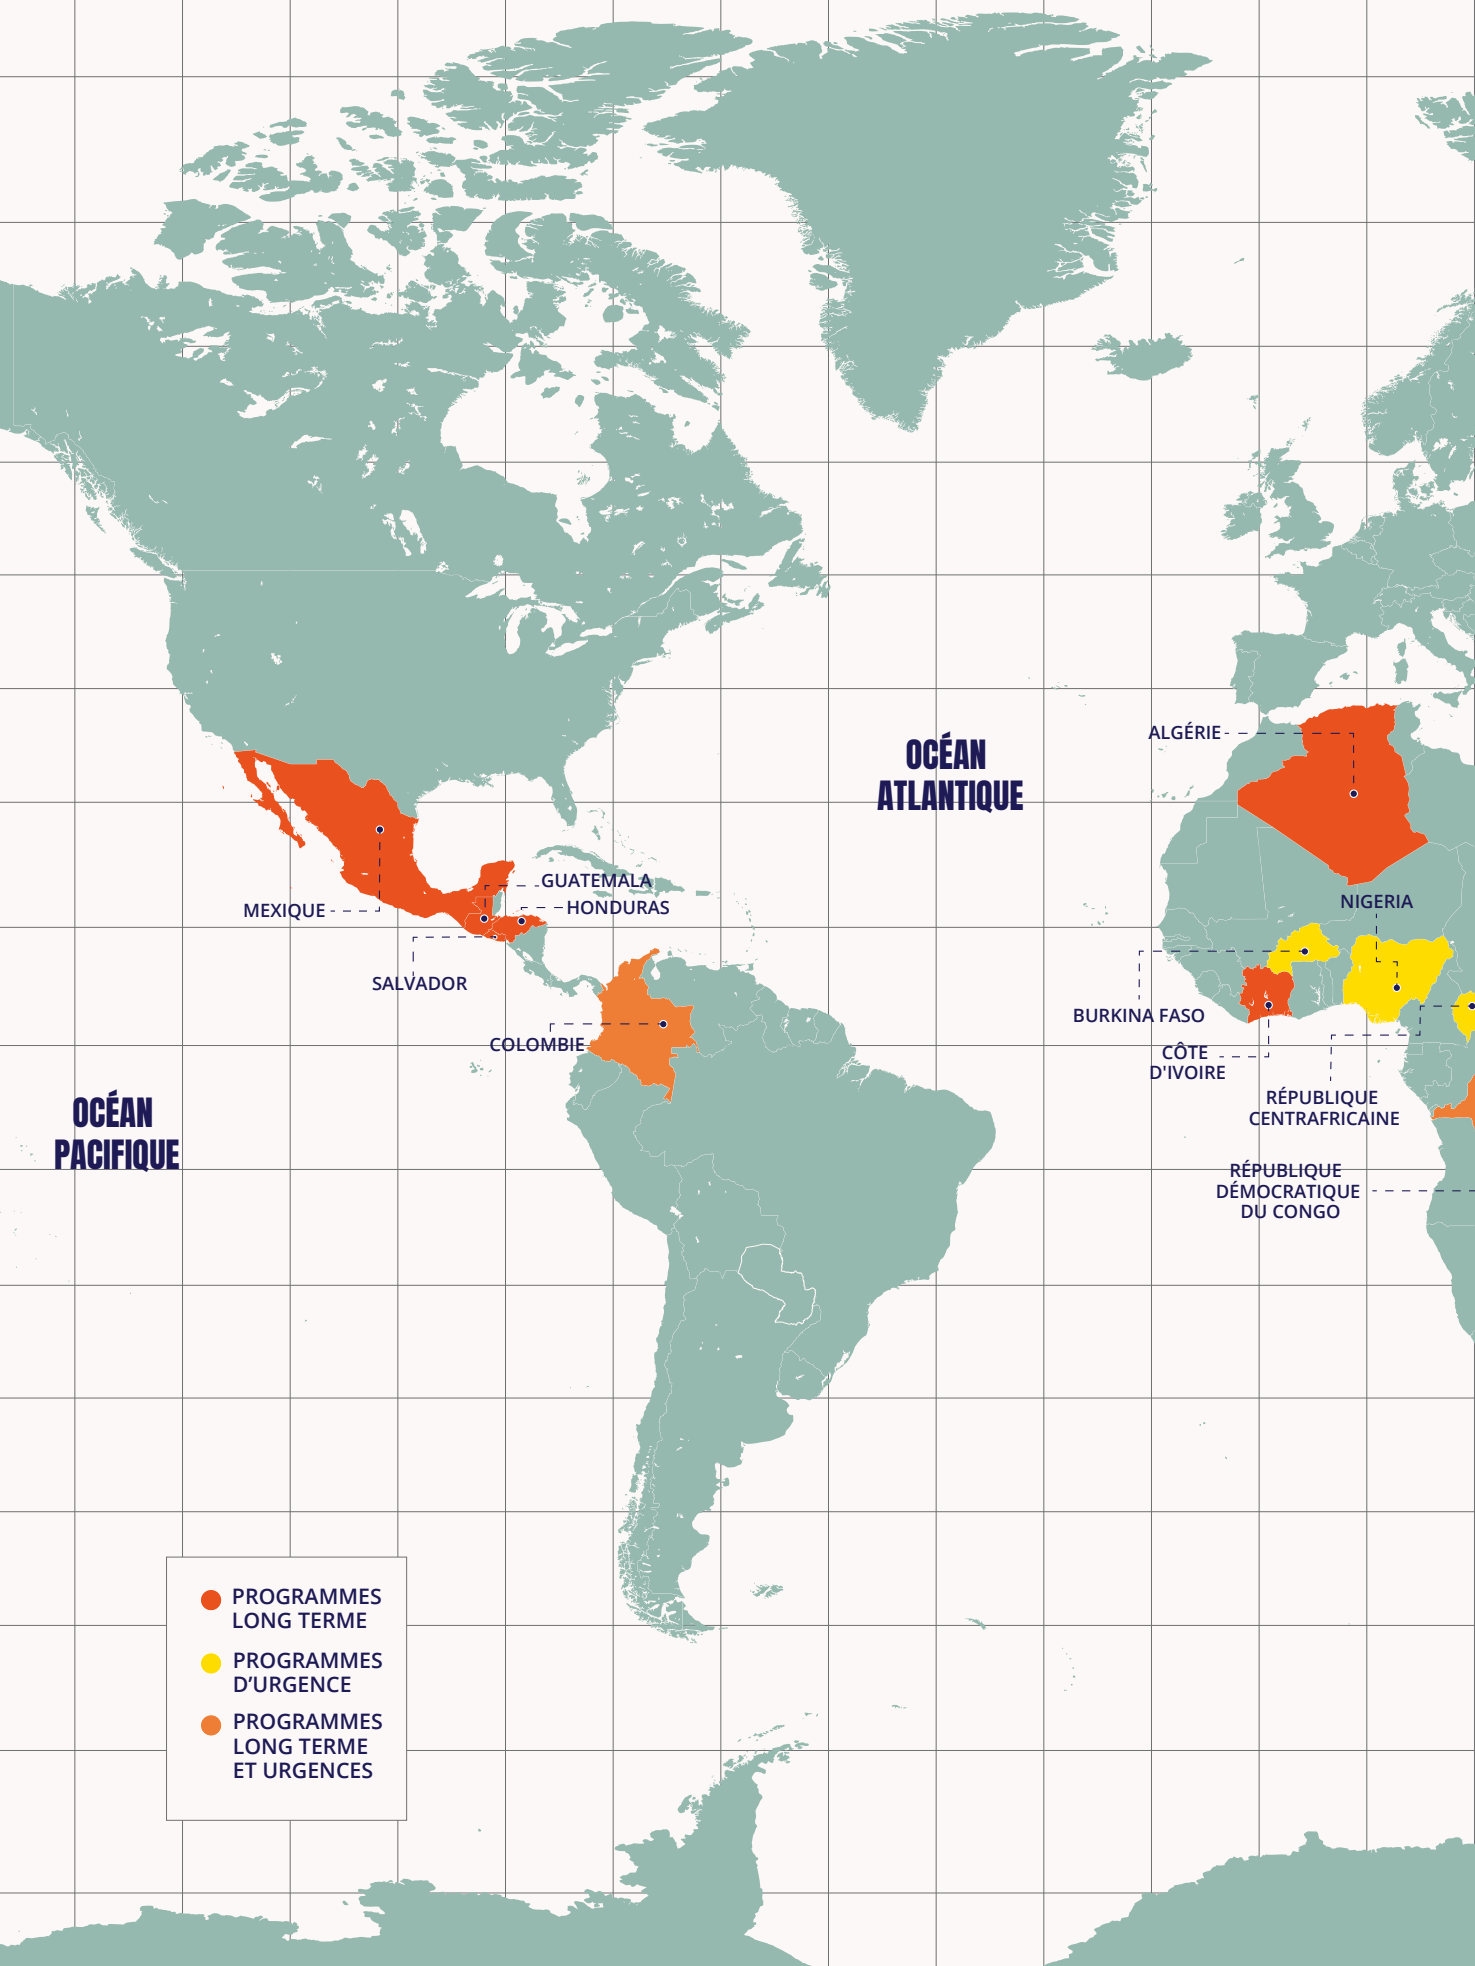 ALGÉRIE
OCÉAN
ATLANTIQUE
GUATEMALA
NIGERIA
HONDURAS
MEXIQUE
SALVADOR
BURKINA FASO
COLOMBIE
CÔTE
D'IVOIRE
RÉPUBLIQUE
CENTRAFRICAINE
OCÉAN
PACIFIQUE
RÉPUBLIQUE
DÉMOCRATIQUE
DU CONGO
PROGRAMMES
LONG TERME
PROGRAMMES
D’URGENCE
PROGRAMMES
LONG TERME
ET URGENCES